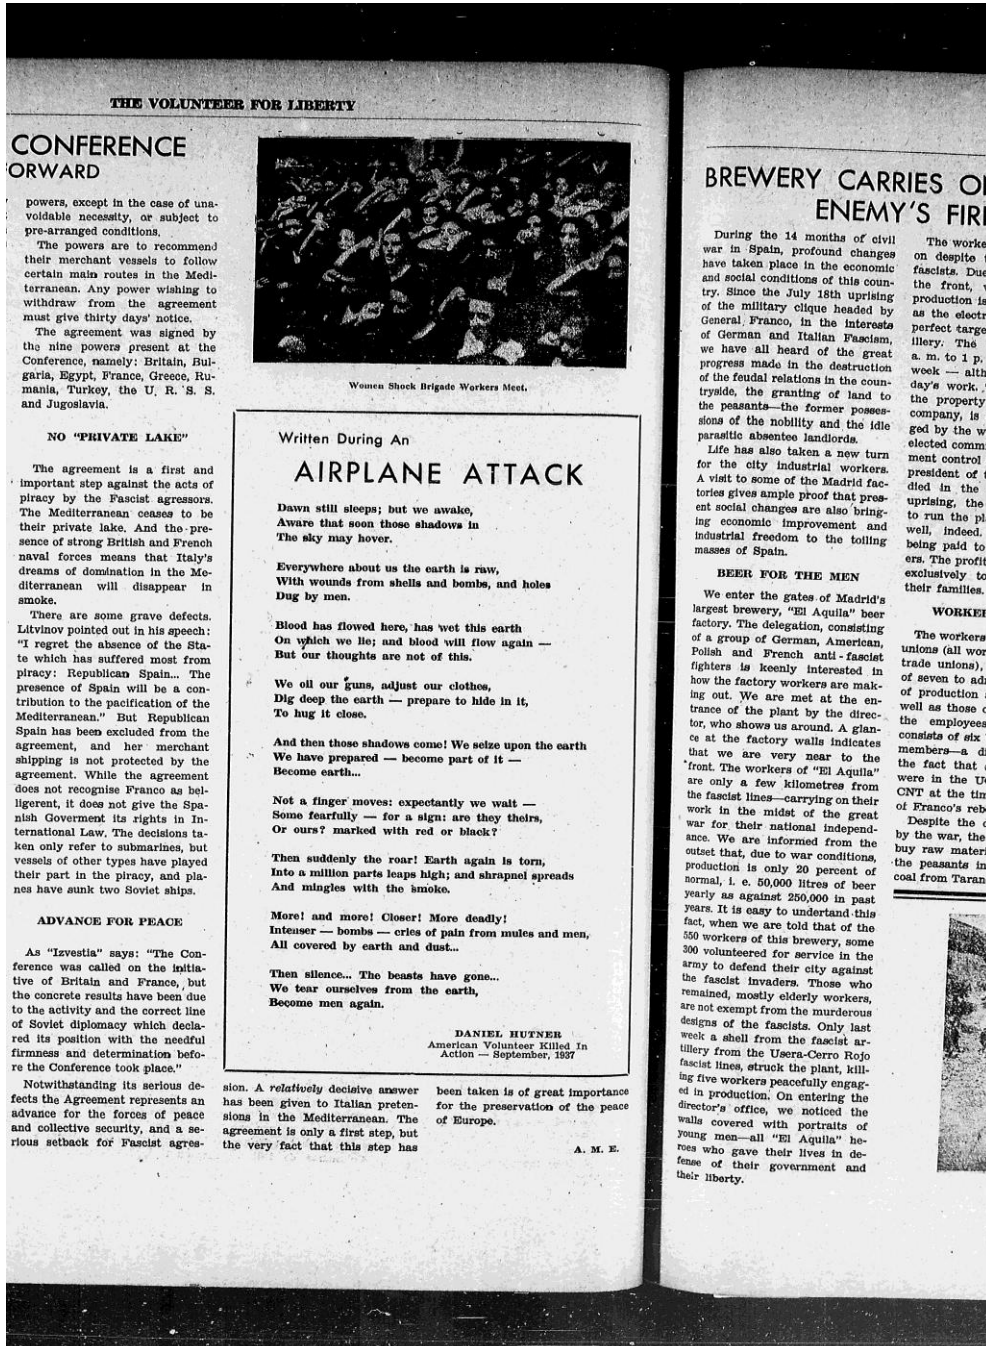 THE VOLUNTEER FOR LIBERTY
CONFERENCE
ORWARD
powers, except in the case of una-
voidable necessity, or subject to
pre-arranged conditions.
The powers are to recommend
their merchant vessels to follow
certain main routes in the Medi-
terranean. Any power wishing to
withdraw from the agreement
must give thirty days' notice.
The agreement was signed by
the nine powers present at the
Conference, namely: Britain, Bul-
garia, Egypt, France, Greece, Ru-
mania, Turkey, the U. R. S. S.
and Jugoslavia.
NO "PRIVATE LAKE"
The agreement is a first and
important step against the acts of
piracy by the Fascist agressors.
The Mediterranean ceases to be
their private lake. And the pre-
sence of strong British and French
naval forces means that Italy's
dreams of domination in the Me-
diterranean will disappear in
smoke.
There are some grave defects.
Litvinov pointed out in his speech:
"I regret the absence of the Sta-
te which has suffered most from
piracy: Republican Spain... The
presence of Spain will be a con-
tribution to the pacification of the
Mediterranean." But Republican
Spain has been excluded from the
agreement, and her merchant
shipping is not protected by the
agreement. While the agreement
does not recognise Franco as bel-
ligerent, it does not give the Spa-
nish Goverment its rights in In-
ternational Law. The decisions ta-
ken only refer to submarines, but
vessels of other types have played
their part in the piracy, and pla-
nes have sunk two Soviet ships.
ADVANCE FOR PEACE
As "Izvestia" says: "The Con-
ference was called on the initia-
tive of Britain and France, but
the concrete results have been due
to the activity and the correct line
of Soviet diplomacy which decla-
red its position with the needful
firmness and determination befo-
re the Conference took place."
Notwithstanding its serious de-
fects the Agreement represents an
advance for the forces of peace
and collective security, and a se-
rious setback for Fascist agres-
sion. A relatively decisive answer
has been given to Italian preten-
sions in the Mediterranean. The
agreement is only a first step, but
the very fact that this step has
been taken is of great importance
for the preservation of the peace
of Europe.
A. M. E.
Women Shock Brigade Workers Meet.
Written During An
AIRPLANE ATTACK
Dawn still sleeps; but we awake,
Aware that soon those shadows in
The sky may hover.
Everywhere about us the earth is raw,
With wounds from shells and bombs, and holes
Dug by men.
Blood has flowed here, has wet this earth
On which we lie; and blood will flow again —
But our thoughts are not of this.
We oil our guns, adjust our clothes,
Dig deep the earth — prepare to hide in it,
To hug it close.
And then those shadows come! We seize upon the earth
We have prepared — become part of it —
Become earth...
Not a finger moves: expectantly we wait —
Some fearfully — for a sign: are they theirs,
Or ours? marked with red or black?
Then suddenly the roar! Earth again is torn,
Into a million parts leaps high; and shrapnel spreads
And mingles with the smoke.
More! and more! Closer! More deadly!
Intenser — bombs — cries of pain from mules and men,
All covered by earth and dust...
Then silence... The beasts have gone...
We tear ourselves from the earth,
Become men again.
DANIEL HUTNER
American Volunteer Killed In
Action — September, 1937
BREWERY CARRIES O
ENEMY'S FIR
During the 14 months of civil
war in Spain, profound changes
have taken place in the economic
and social conditions of this coun-
try. Since the July 18th uprising
of the military clique headed by
General Franco, in the interests
of German and Italian Fascism,
we have all heard of the great
progress made in the destruction
of the feudal relations in the coun-
tryside, the granting of land to
the peasants—the former posses-
sions of the nobility and the idle
parasitic absentee landlords.
Life has also taken a new turn
for the city industrial workers.
A visit to some of the Madrid fac-
tories gives ample proof that pres-
ent social changes are also bring-
ing economic improvement and
industrial freedom to the toiling
masses of Spain.
BEER FOR THE MEN
We enter the gates of Madrid's
largest brewery, "El Aquila" beer
factory. The delegation, consisting
of a group of German, American,
Polish and French anti-fascist
fighters is keenly interested in
how the factory workers are mak-
ing out. We are met at the en-
trance of the plant by the direc-
tor, who shows us around. A glan-
ce at the factory walls indicates
that we are very near to the
front. The workers of "El Aquila"
are only a few kilometres from
the fascist lines—carrying on their
work in the midst of the great
war for their national independ-
ance. We are informed from the
outset that, due to war conditions,
production is only 20 percent of
normal, i. e. 50,000 litres of beer
yearly as against 250,000 in past
years. It is easy to undertand this
fact, when we are told that of the
550 workers of this brewery, some
300 volunteered for service in the
army to defend their city against
the fascist invaders. Those who
remained, mostly elderly workers,
are not exempt from the murderous
designs of the fascists. Only last
week a shell from the fascist ar-
tillery from the Usera-Cerro Rojo
fascist lines, struck the plant, kill-
ing five workers peacefully engag-
ed in production. On entering the
director's office, we noticed the
walls covered with portraits of
young men—all "El Aquila" he-
roes who gave their lives in de-
fense of their government and
their liberty.
The worke
on despite
fascists. Due
the front,
production is
as the electr
perfect targe
illery. The
a. m. to 1 p.
week — alth
day's work.
the property
company, is
ged by the w
elected comm
ment control
president of
died in the
uprising, the
to run the pl
well, indeed.
being paid to
ers. The profit
exclusively to
their families.
WORKE
The workers
unions (all wor
trade unions),
of seven to ad
of production
well as those
the employees
consists of six
members—a di
the fact that
were in the U
CNT at the tim
of Franco's reb
Despite the
by the war, the
buy raw materi
the peasants in
coal from Taran